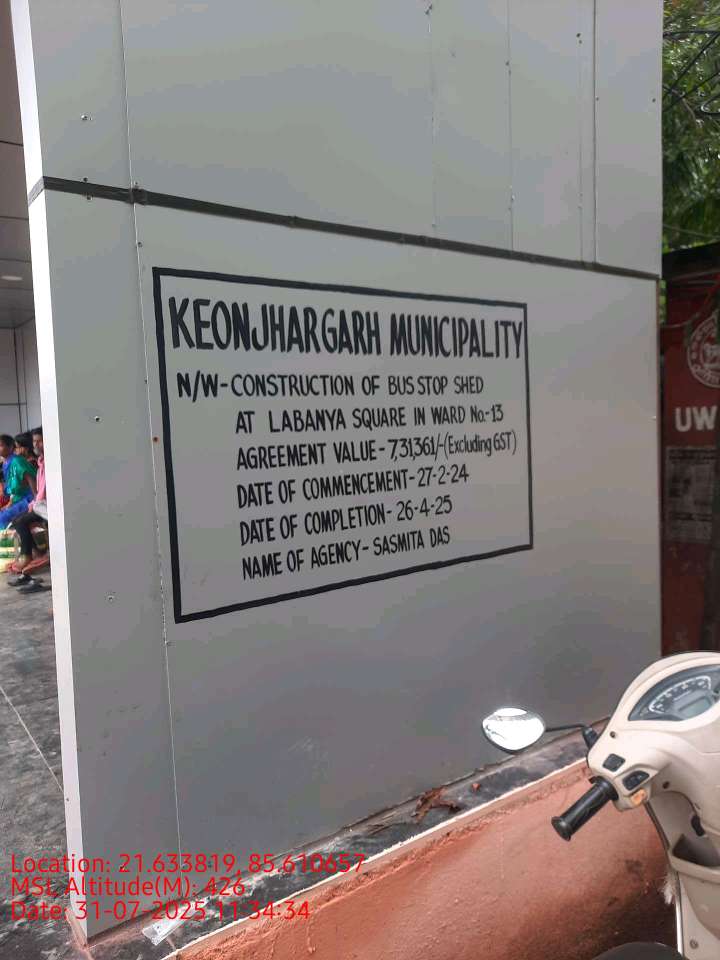 KEONJHARGARH MUNICIPALITY
N/W-CONSTRUCTION OF BUS STOP SHED
AT LABANYA SQUARE IN WARD No.-13
AGREEMENT VALUE-7,31,361/-(Excluding GST)
DATE OF COMMENCEMENT-27-2-24
DATE OF COMPLETION-26-4-25
NAME OF AGENCY-SASMITA DAS
UW
Location: 21.633819, 85.610657
MSL Altitude(M): 426
Date: 31-07-2025 11:34:34